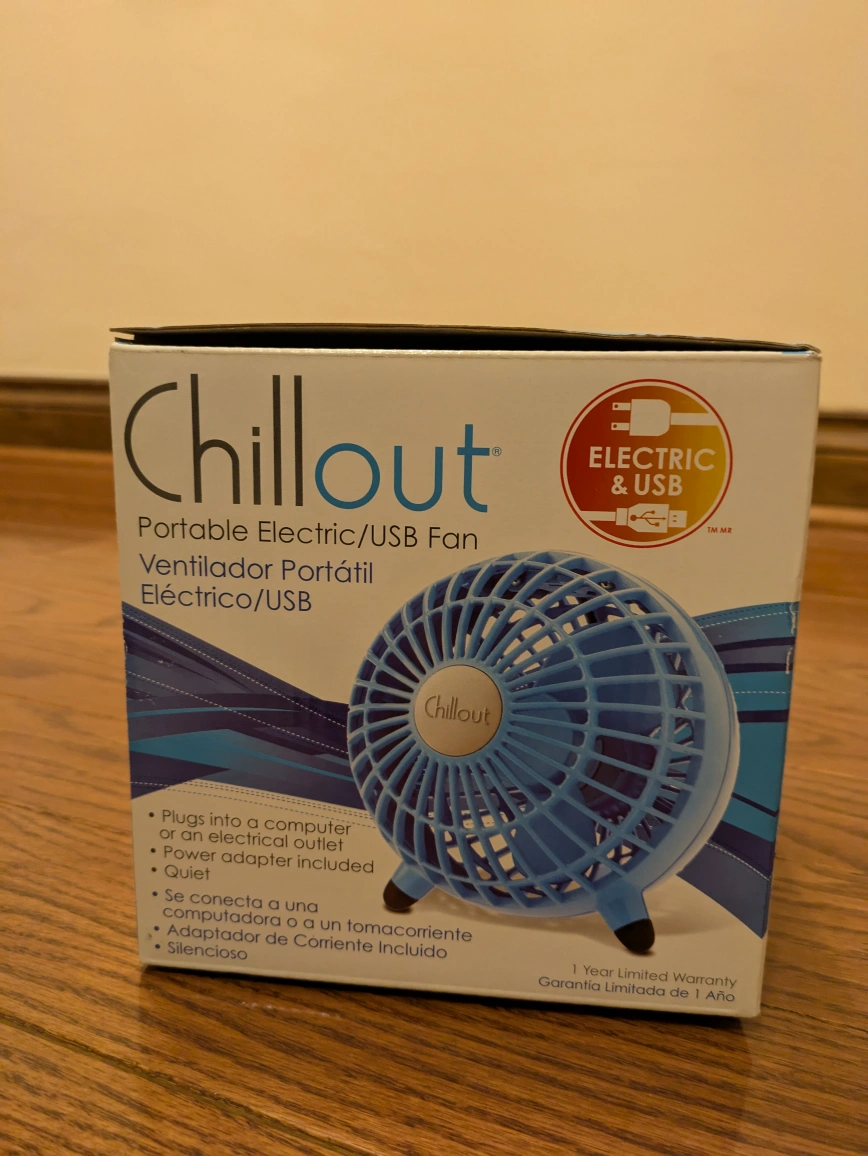 Chillout®
ELECTRIC
& USB
TM MR
Portable Electric/USB Fan
Ventilador Portátil
Eléctrico/USB
Chillout
• Plugs into a computer
or an electrical outlet
• Power adapter included
• Quiet
• Se conecta a una
computadora o a un tomacorriente
• Adaptador de Corriente Incluido
• Silencioso
1 Year Limited Warranty
Garantía Limitada de 1 Año